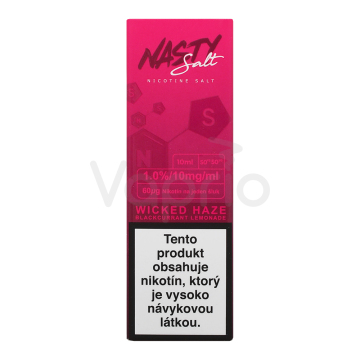 NASTY
Salt
NICOTINE SALT
S
N
10ml
1.0%/10mg/ml
WICKED HAZE
BLACKCURRANT LEMONADE
Tento
produkt
obsahuje
nikotín, ktorý
je vysoko
návykovou
látkou.